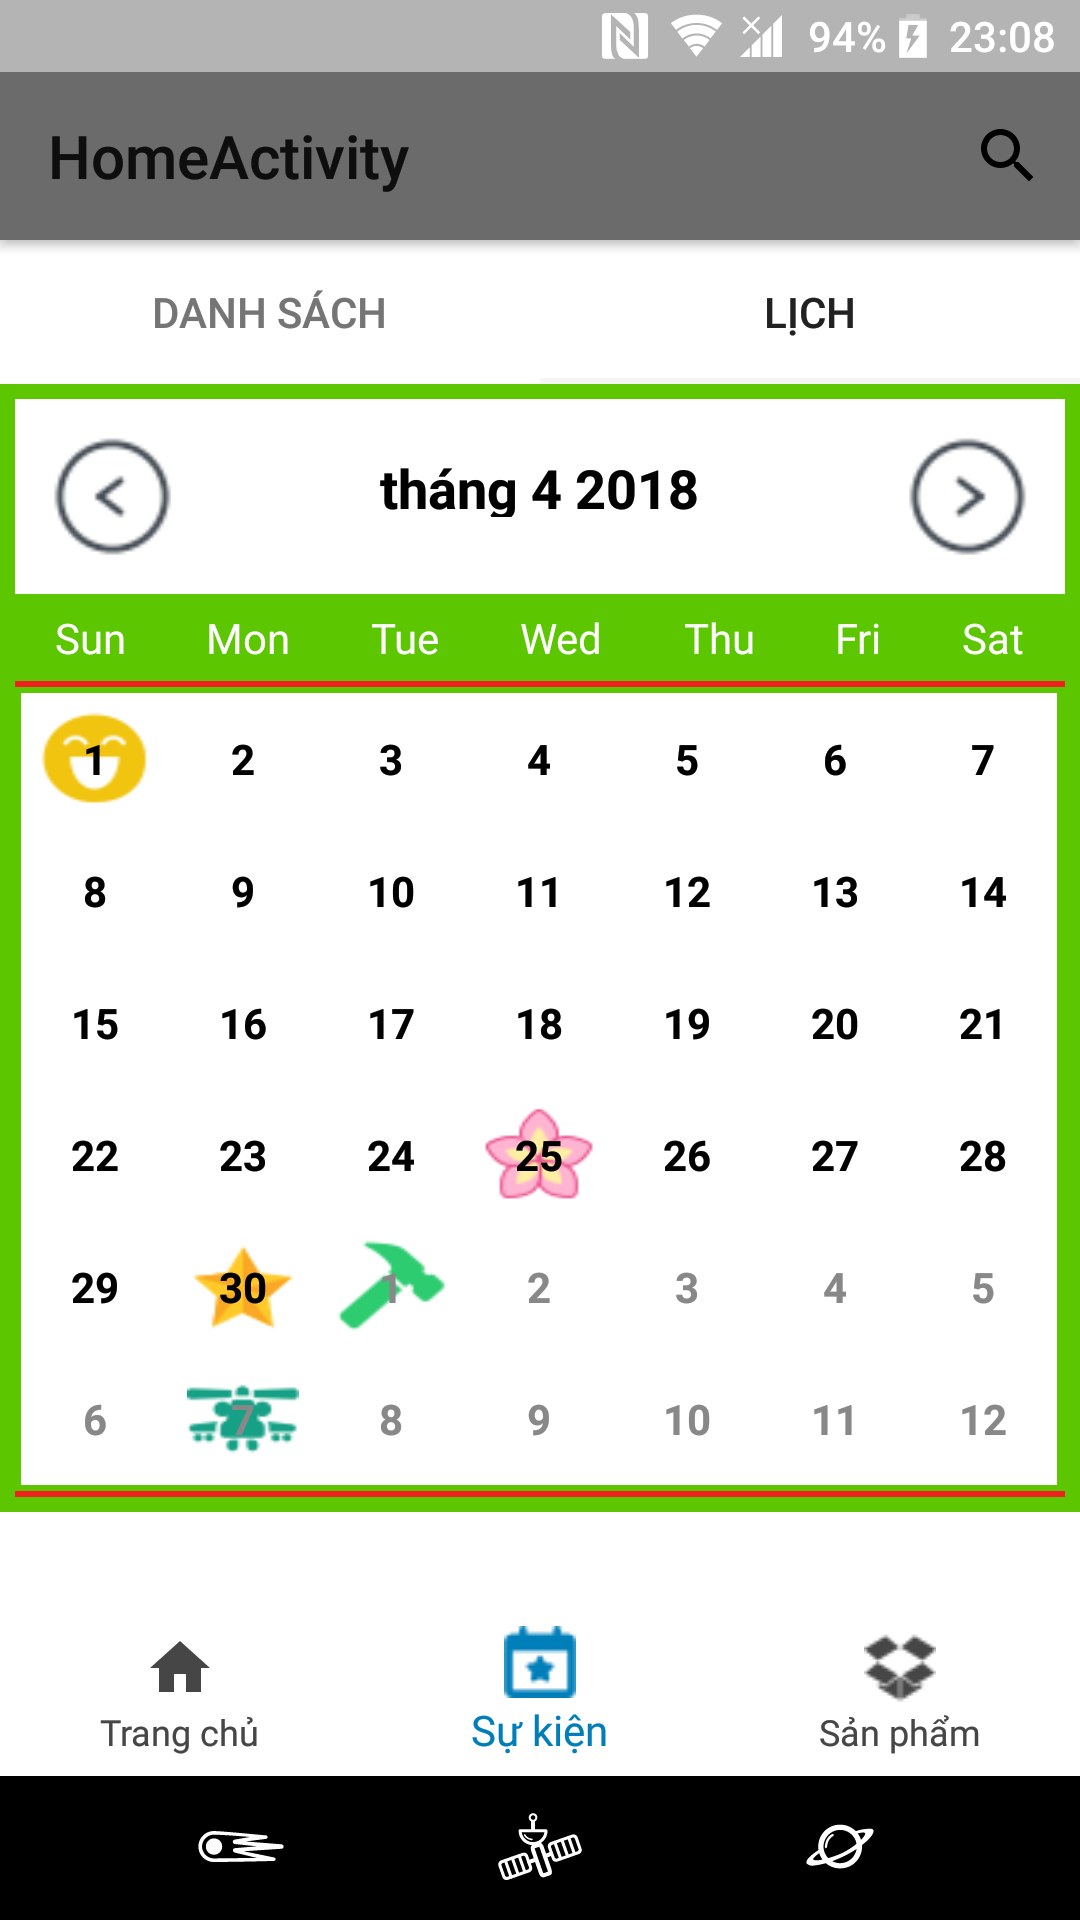 94% 23:08
HomeActivity
DANH SÁCH LỊCH
tháng 4 2018
Sun Mon Tue Wed Thu Fri Sat
1 2 3 4 5 6 7
8 9 10 11 12 13 14
15 16 17 18 19 20 21
22 23 24 25 26 27 28
29 30 1 2 3 4 5
6 7 8 9 10 11 12
Trang chủ Sự kiện Sản phẩm